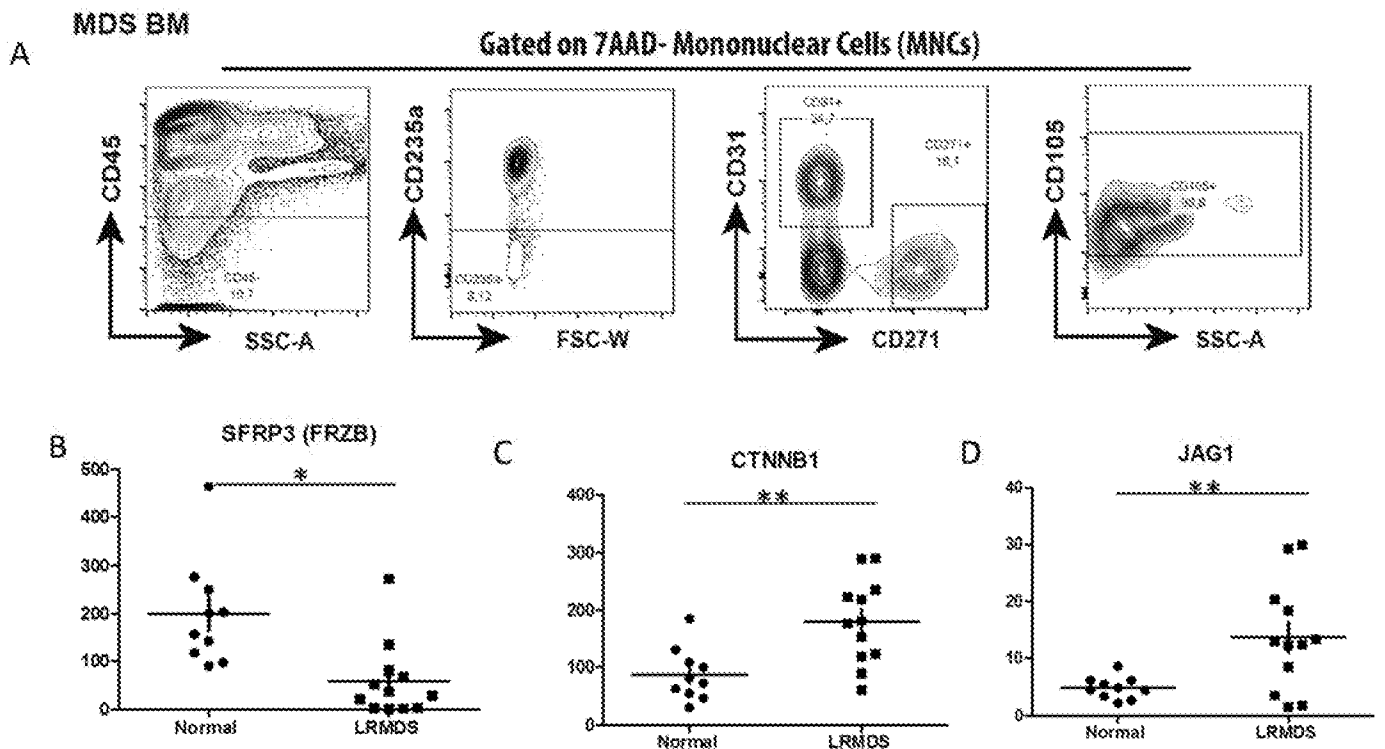 MDS BM
A
Gated on 7AAD- Mononuclear Cells (MNCs)
CD45
CD45-
SSC-A
CD235a
FSC-W
CD31
CD271+
CD271
CD105
SSC-A
B
SFRP3 (FRZB)
*
500
400
300
200
100
0
Normal
LRMDS
C
CTNNB1
**
400
300
200
100
0
Normal
LRMDS
D
JAG1
**
40
30
20
10
0
Normal
LRMDS